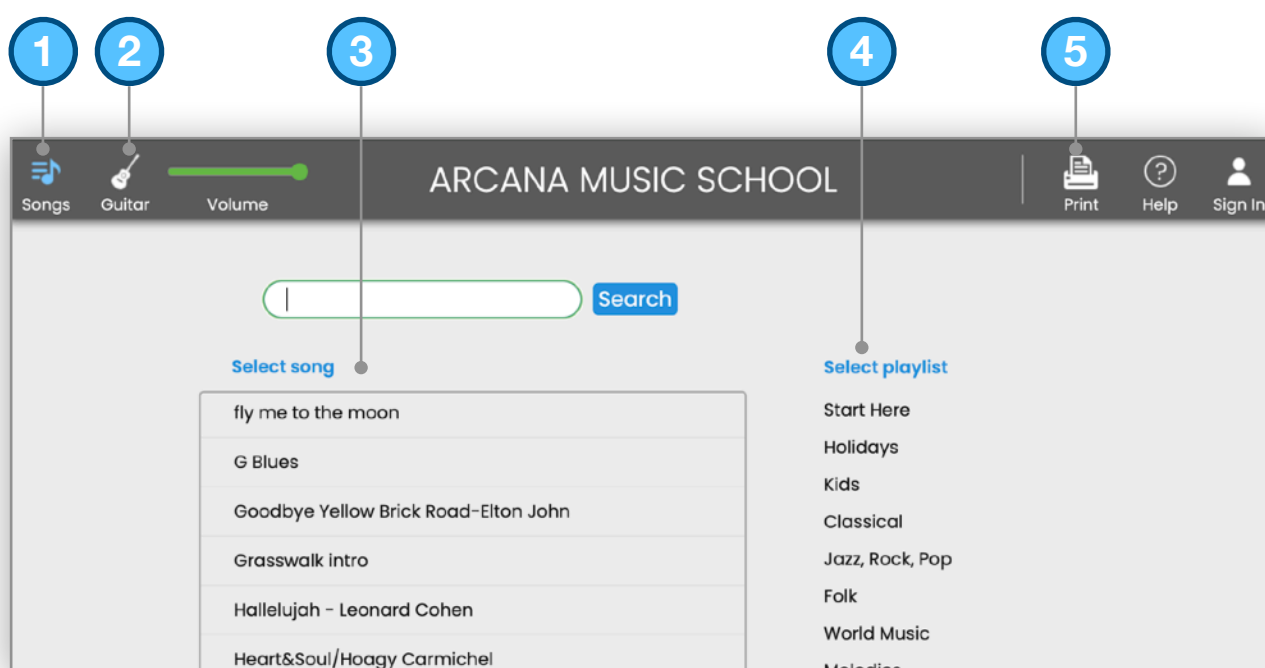 1 2 3 4 5
ARCANA MUSIC SCHOOL
Songs Guitar Volume Print Help Sign In
Search
Select song
fly me to the moon
G Blues
Goodbye Yellow Brick Road-Elton John
Grasswalk intro
Hallelujah - Leonard Cohen
Heart&Soul/Hoagy Carmichel
Select playlist
Start Here
Holidays
Kids
Classical
Jazz, Rock, Pop
Folk
World Music
Melodies